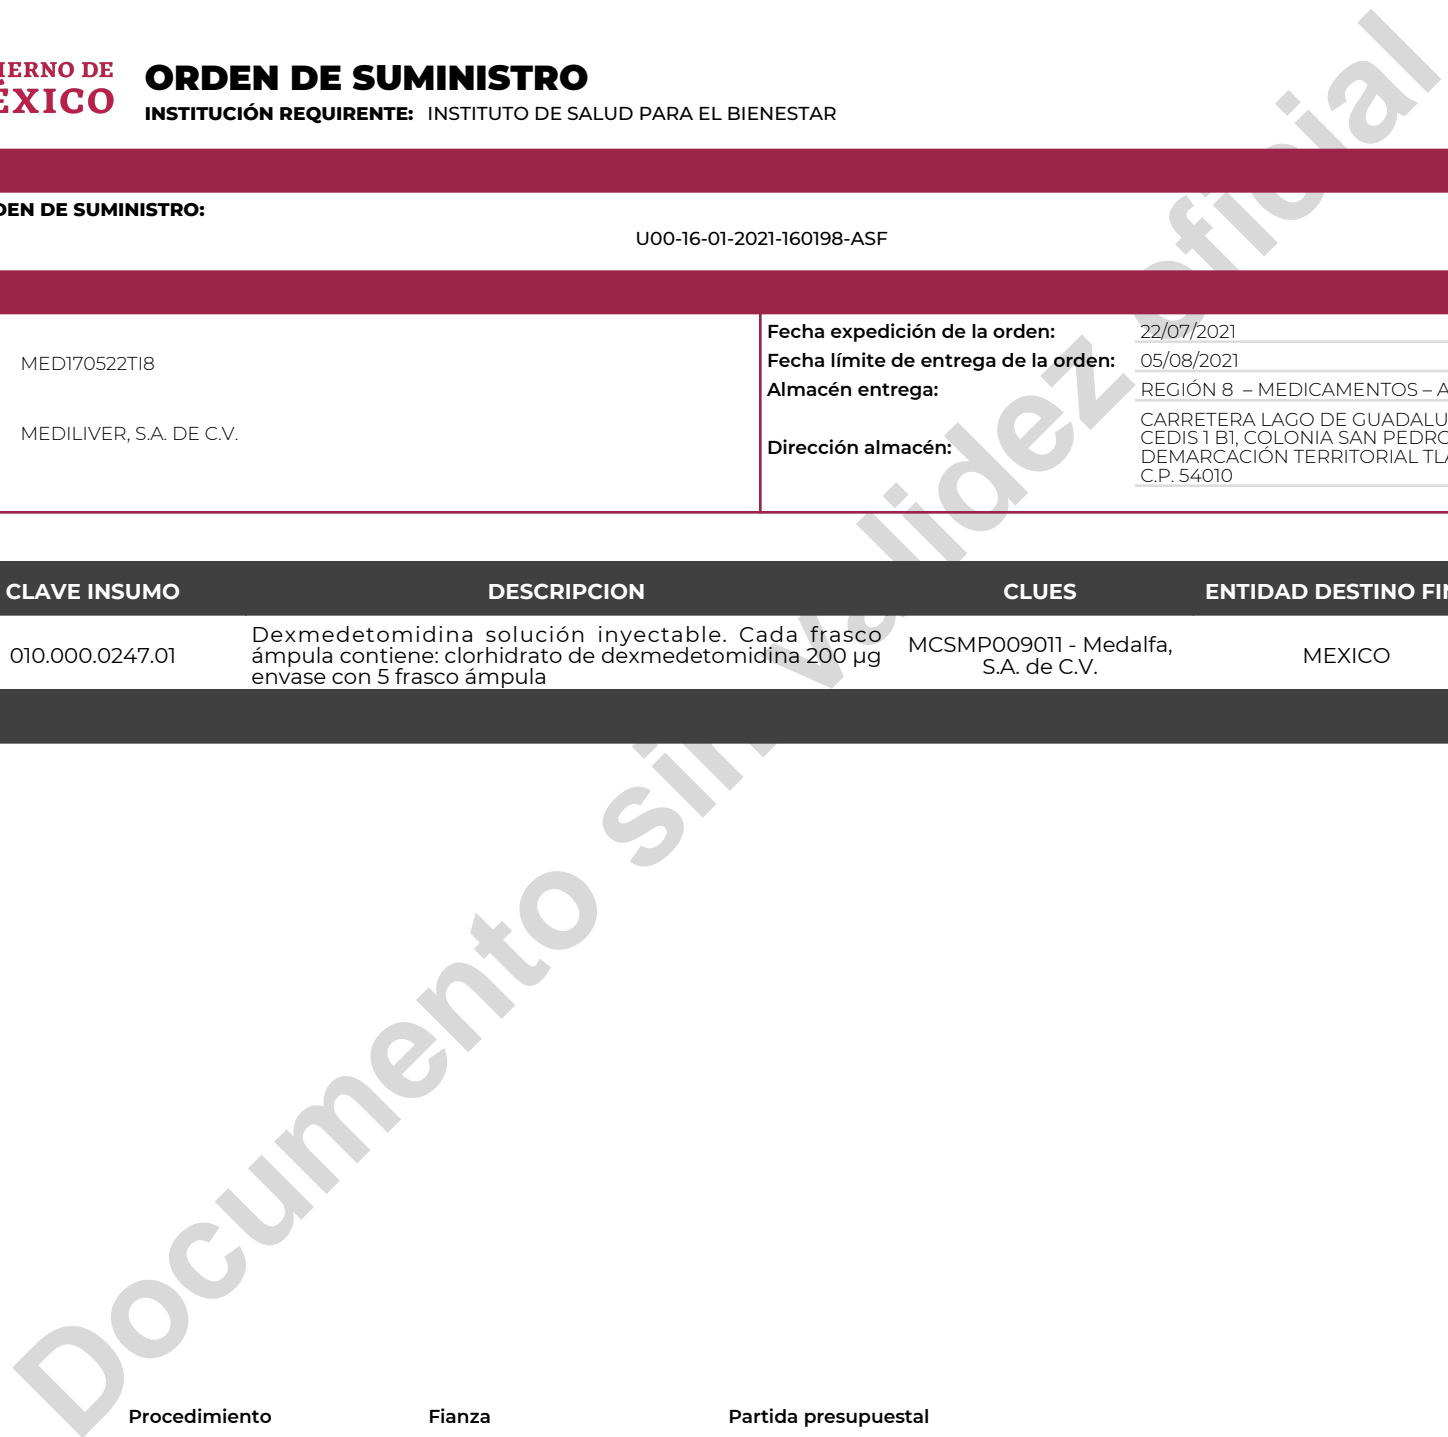 IERNO DE
ÉXICO
ORDEN DE SUMINISTRO
INSTITUCIÓN REQUIRENTE: INSTITUTO DE SALUD PARA EL BIENESTAR
DEN DE SUMINISTRO:
U00-16-01-2021-160198-ASF
MED170522TI8
MEDILIVER, S.A. DE C.V.
Fecha expedición de la orden: 22/07/2021
Fecha límite de entrega de la orden: 05/08/2021
Almacén entrega: REGIÓN 8 – MEDICAMENTOS – A
Dirección almacén:
CARRETERA LAGO DE GUADALU
CEDIS 1 B1, COLONIA SAN PEDRO
DEMARCACIÓN TERRITORIAL TLA
C.P. 54010
CLAVE INSUMO DESCRIPCION CLUES ENTIDAD DESTINO FIN
010.000.0247.01
Dexmedetomidina solución inyectable. Cada frasco
ámpula contiene: clorhidrato de dexmedetomidina 200 µg
envase con 5 frasco ámpula
MCSMP009011 - Medalfa,
S.A. de C.V.
MEXICO
Documento sin validez oficial
Procedimiento Fianza Partida presupuestal